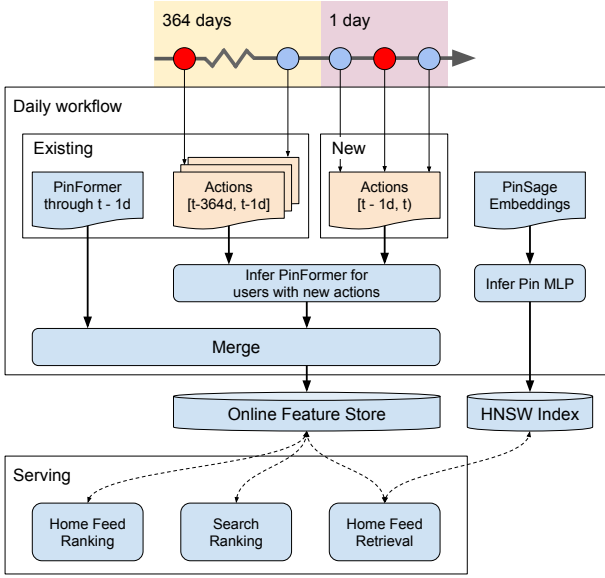 364 days
1 day
Daily workflow
Existing
New
PinFormer
through t - 1d
Actions
[t-364d, t-1d]
Actions
[t - 1d, t)
PinSage
Embeddings
Infer PinFormer for
users with new actions
Infer Pin MLP
Merge
Online Feature Store
HNSW Index
Serving
Home Feed
Ranking
Search
Ranking
Home Feed
Retrieval